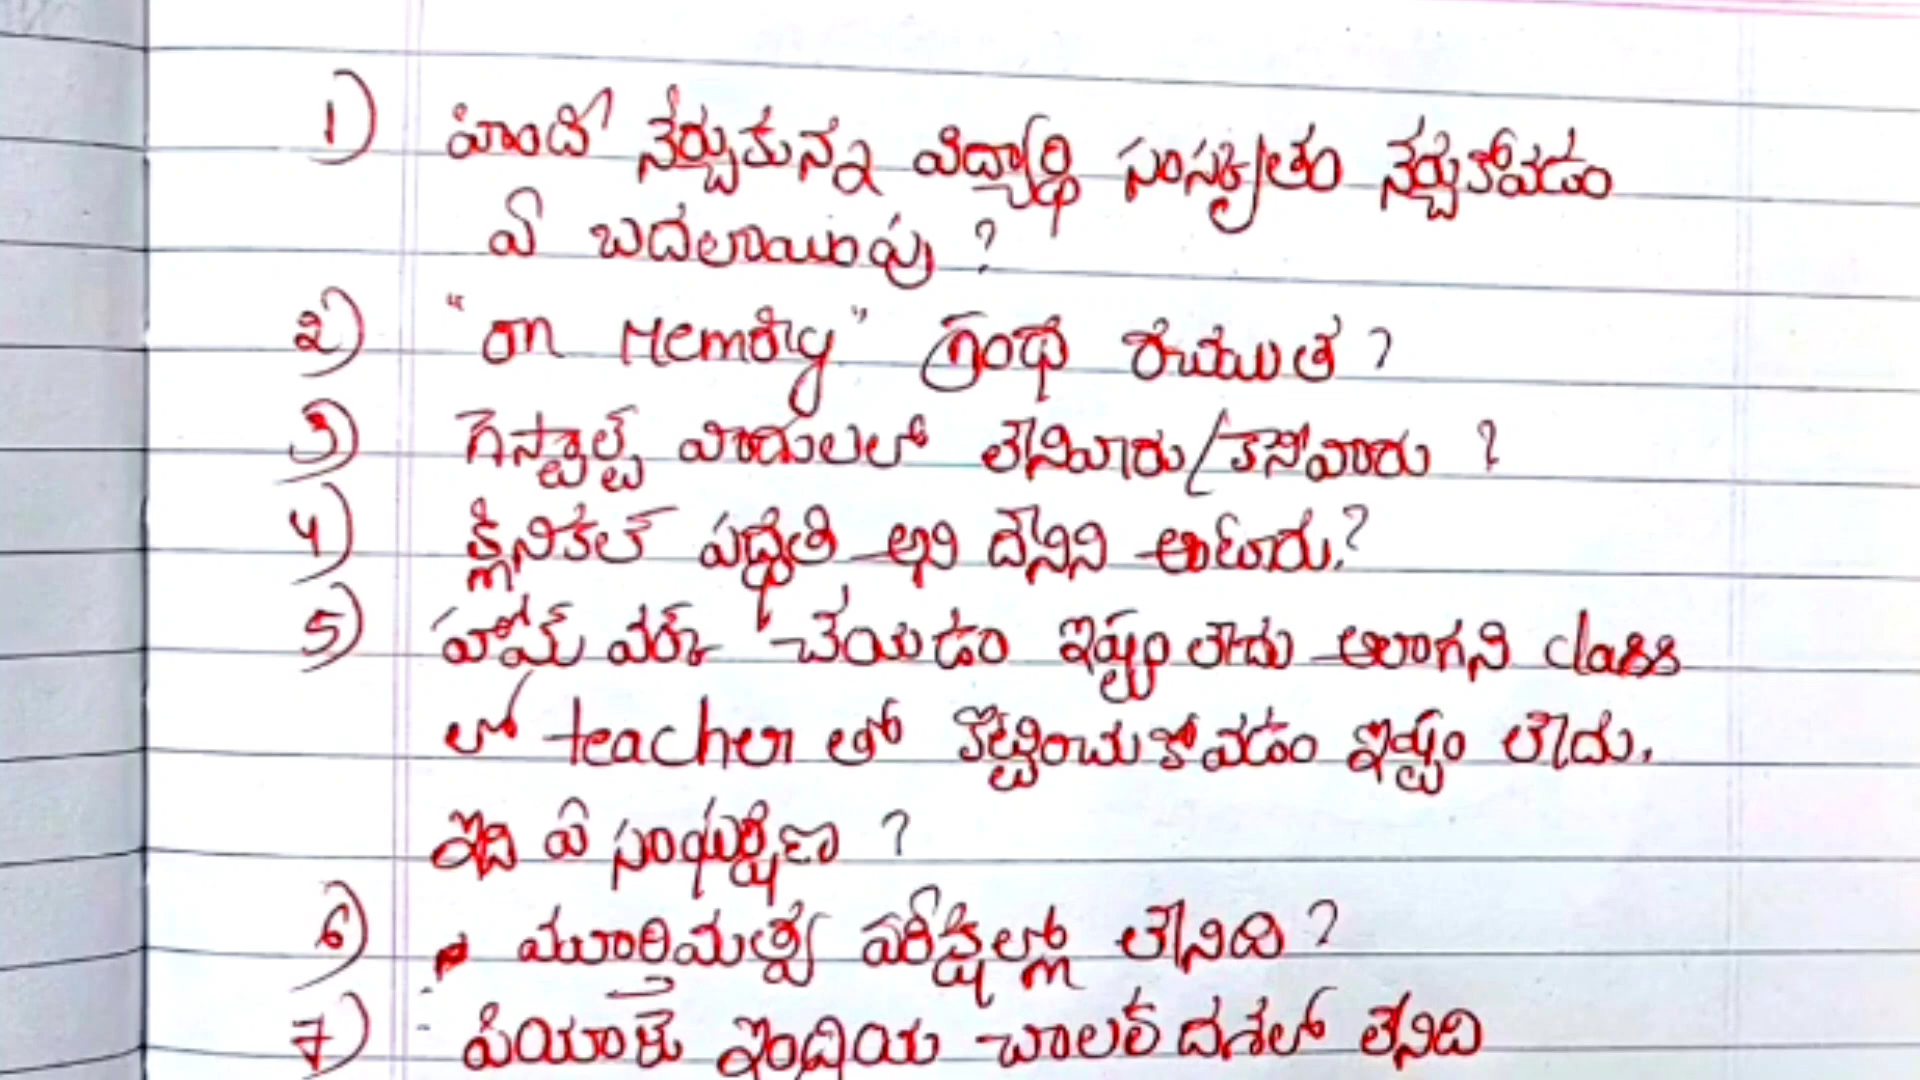 1) హిందీ నేర్చుకున్న విద్యార్థి సంస్కృతం నేర్చుకోవడం
ఏ బదలాయింపు ?
2) "on Memory" గ్రంథ రచయిత ?
3) గెస్టాల్ట్ వాదులలో లేనివారు/కానివారు ?
4) క్లినికల్ పద్ధతి అని దేనిని అంటారు?
5) హోమ్ వర్క్ చేయడం ఇష్టం లేదు అలాగని class
లో teacher తో కొట్టించుకోవడం ఇష్టం లేదు.
ఇది ఏ సంఘర్షణ ?
6) మూర్తిమత్వ పరీక్షల్లో లేనిది ?
7) పియాజె ఇంద్రియ చాలక దశలో లేనిది